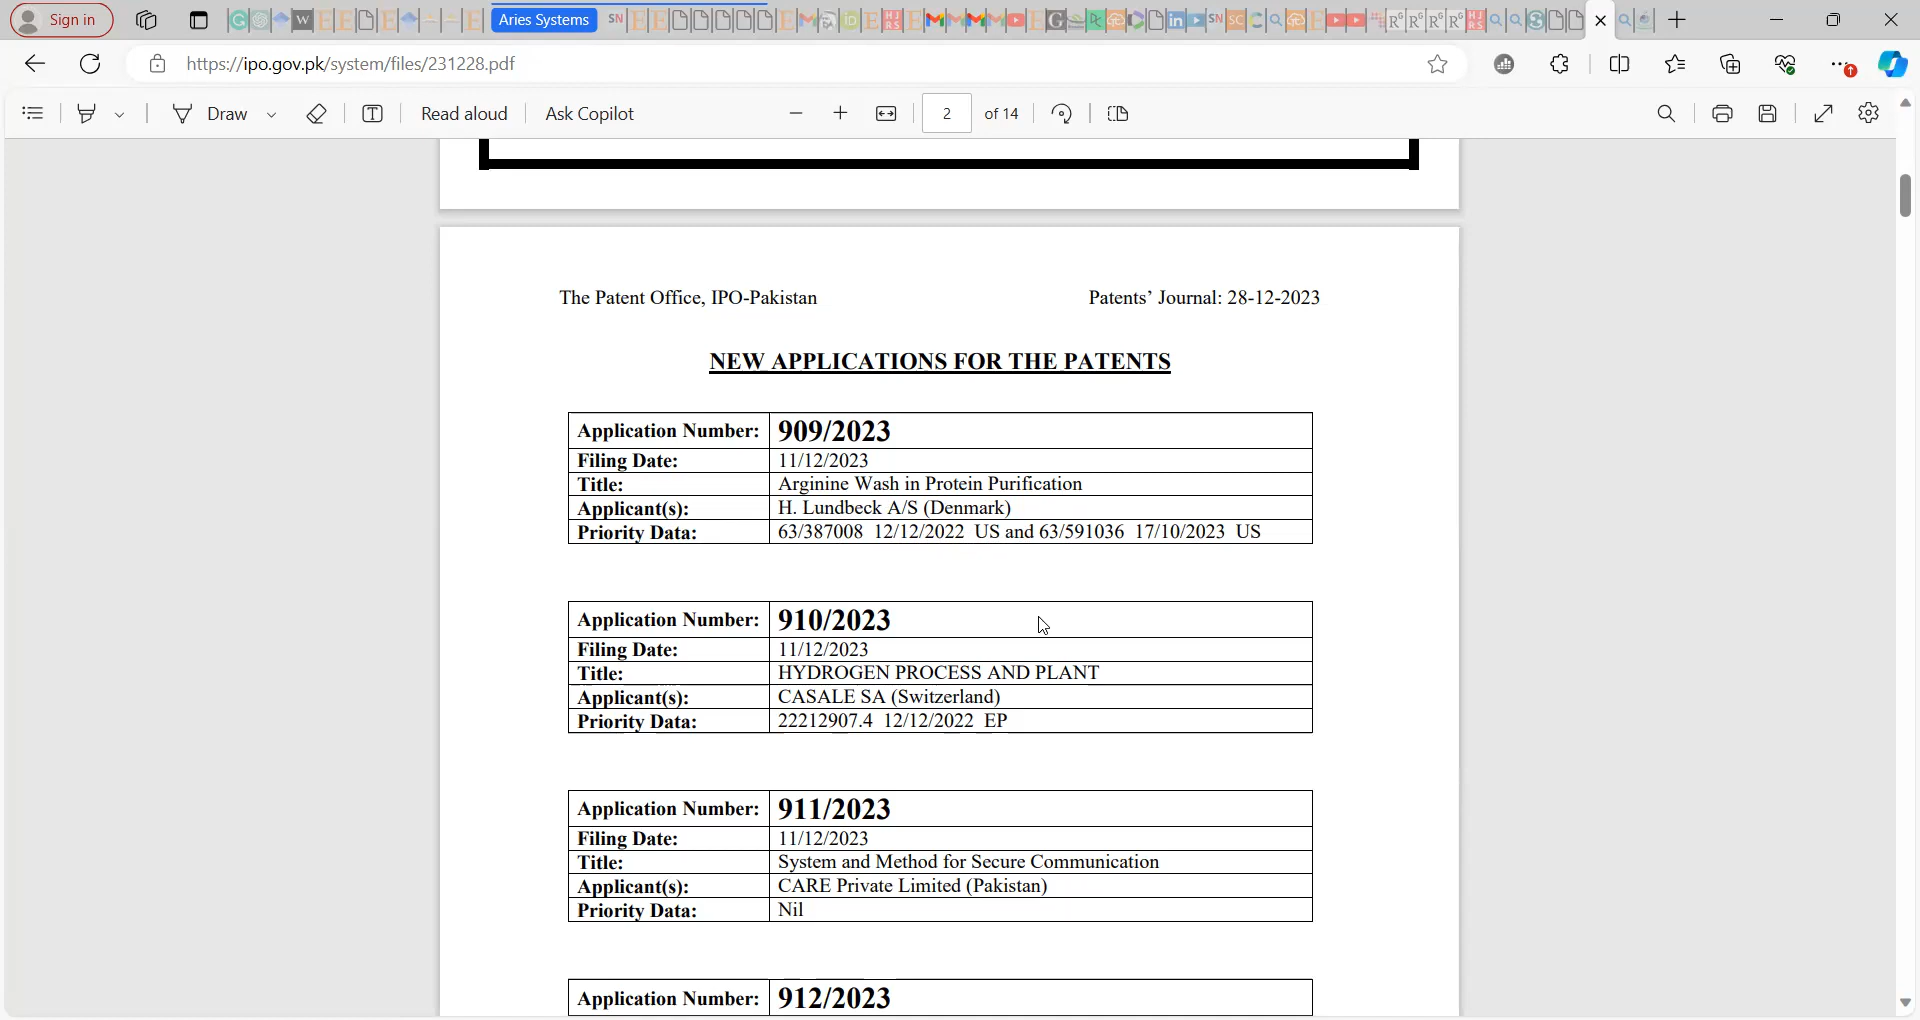 Sign in
Aries Systems
https://ipo.gov.pk/system/files/231228.pdf
Draw
Read aloud
Ask Copilot
2 of 14
The Patent Office, IPO-Pakistan Patents’ Journal: 28-12-2023
NEW APPLICATIONS FOR THE PATENTS
Application Number: 909/2023
Filing Date: 11/12/2023
Title: Arginine Wash in Protein Purification
Applicant(s): H. Lundbeck A/S (Denmark)
Priority Data: 63/387008 12/12/2022 US and 63/591036 17/10/2023 US
Application Number: 910/2023
Filing Date: 11/12/2023
Title: HYDROGEN PROCESS AND PLANT
Applicant(s): CASALE SA (Switzerland)
Priority Data: 22212907.4 12/12/2022 EP
Application Number: 911/2023
Filing Date: 11/12/2023
Title: System and Method for Secure Communication
Applicant(s): CARE Private Limited (Pakistan)
Priority Data: Nil
Application Number: 912/2023